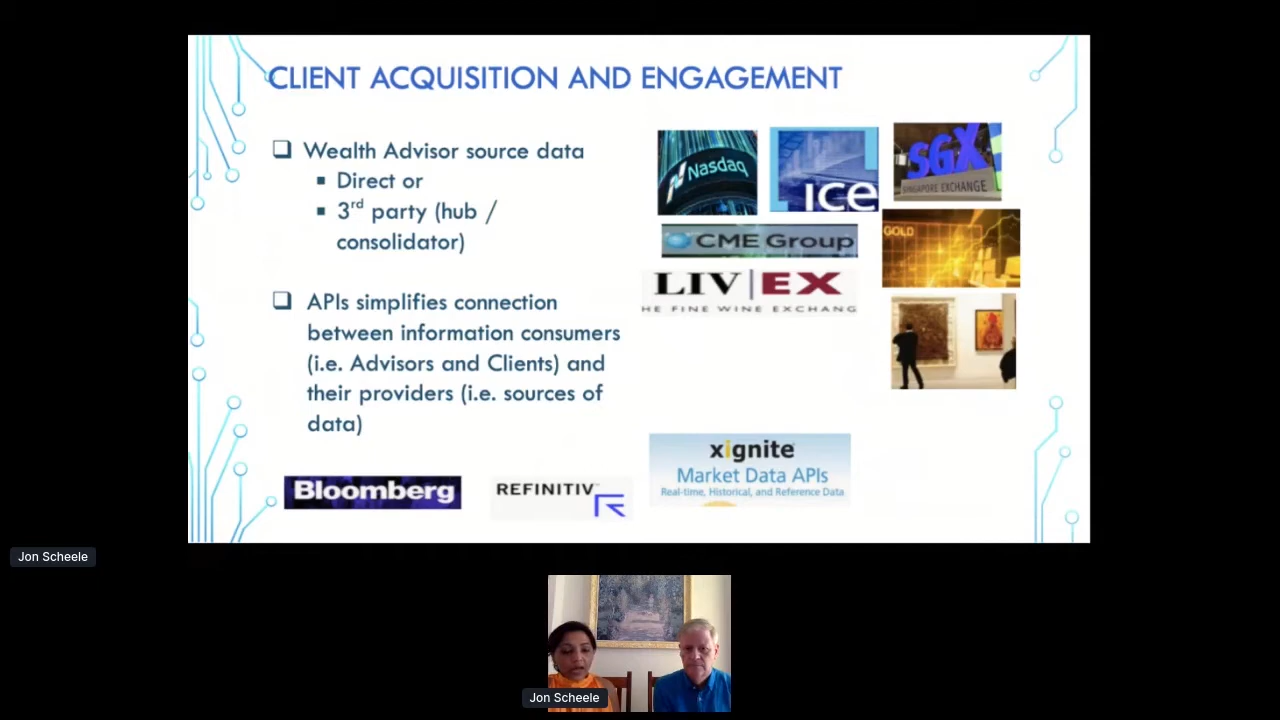 CLIENT ACQUISITION AND ENGAGEMENT
Wealth Advisor source data
Direct or
3rd party (hub /
consolidator)
APIs simplifies connection
between information consumers
(i.e. Advisors and Clients) and
their providers (i.e. sources of
data)
Nasdaq
ICE
SGX
SINGAPORE EXCHANGE
CME Group
GOLD
LIV|EX
HE FINE WINE EXCHANG
Bloomberg
REFINITIV
xignite
Market Data APIs
Real-time, Historical, and Reference Data
Jon Scheele
Jon Scheele